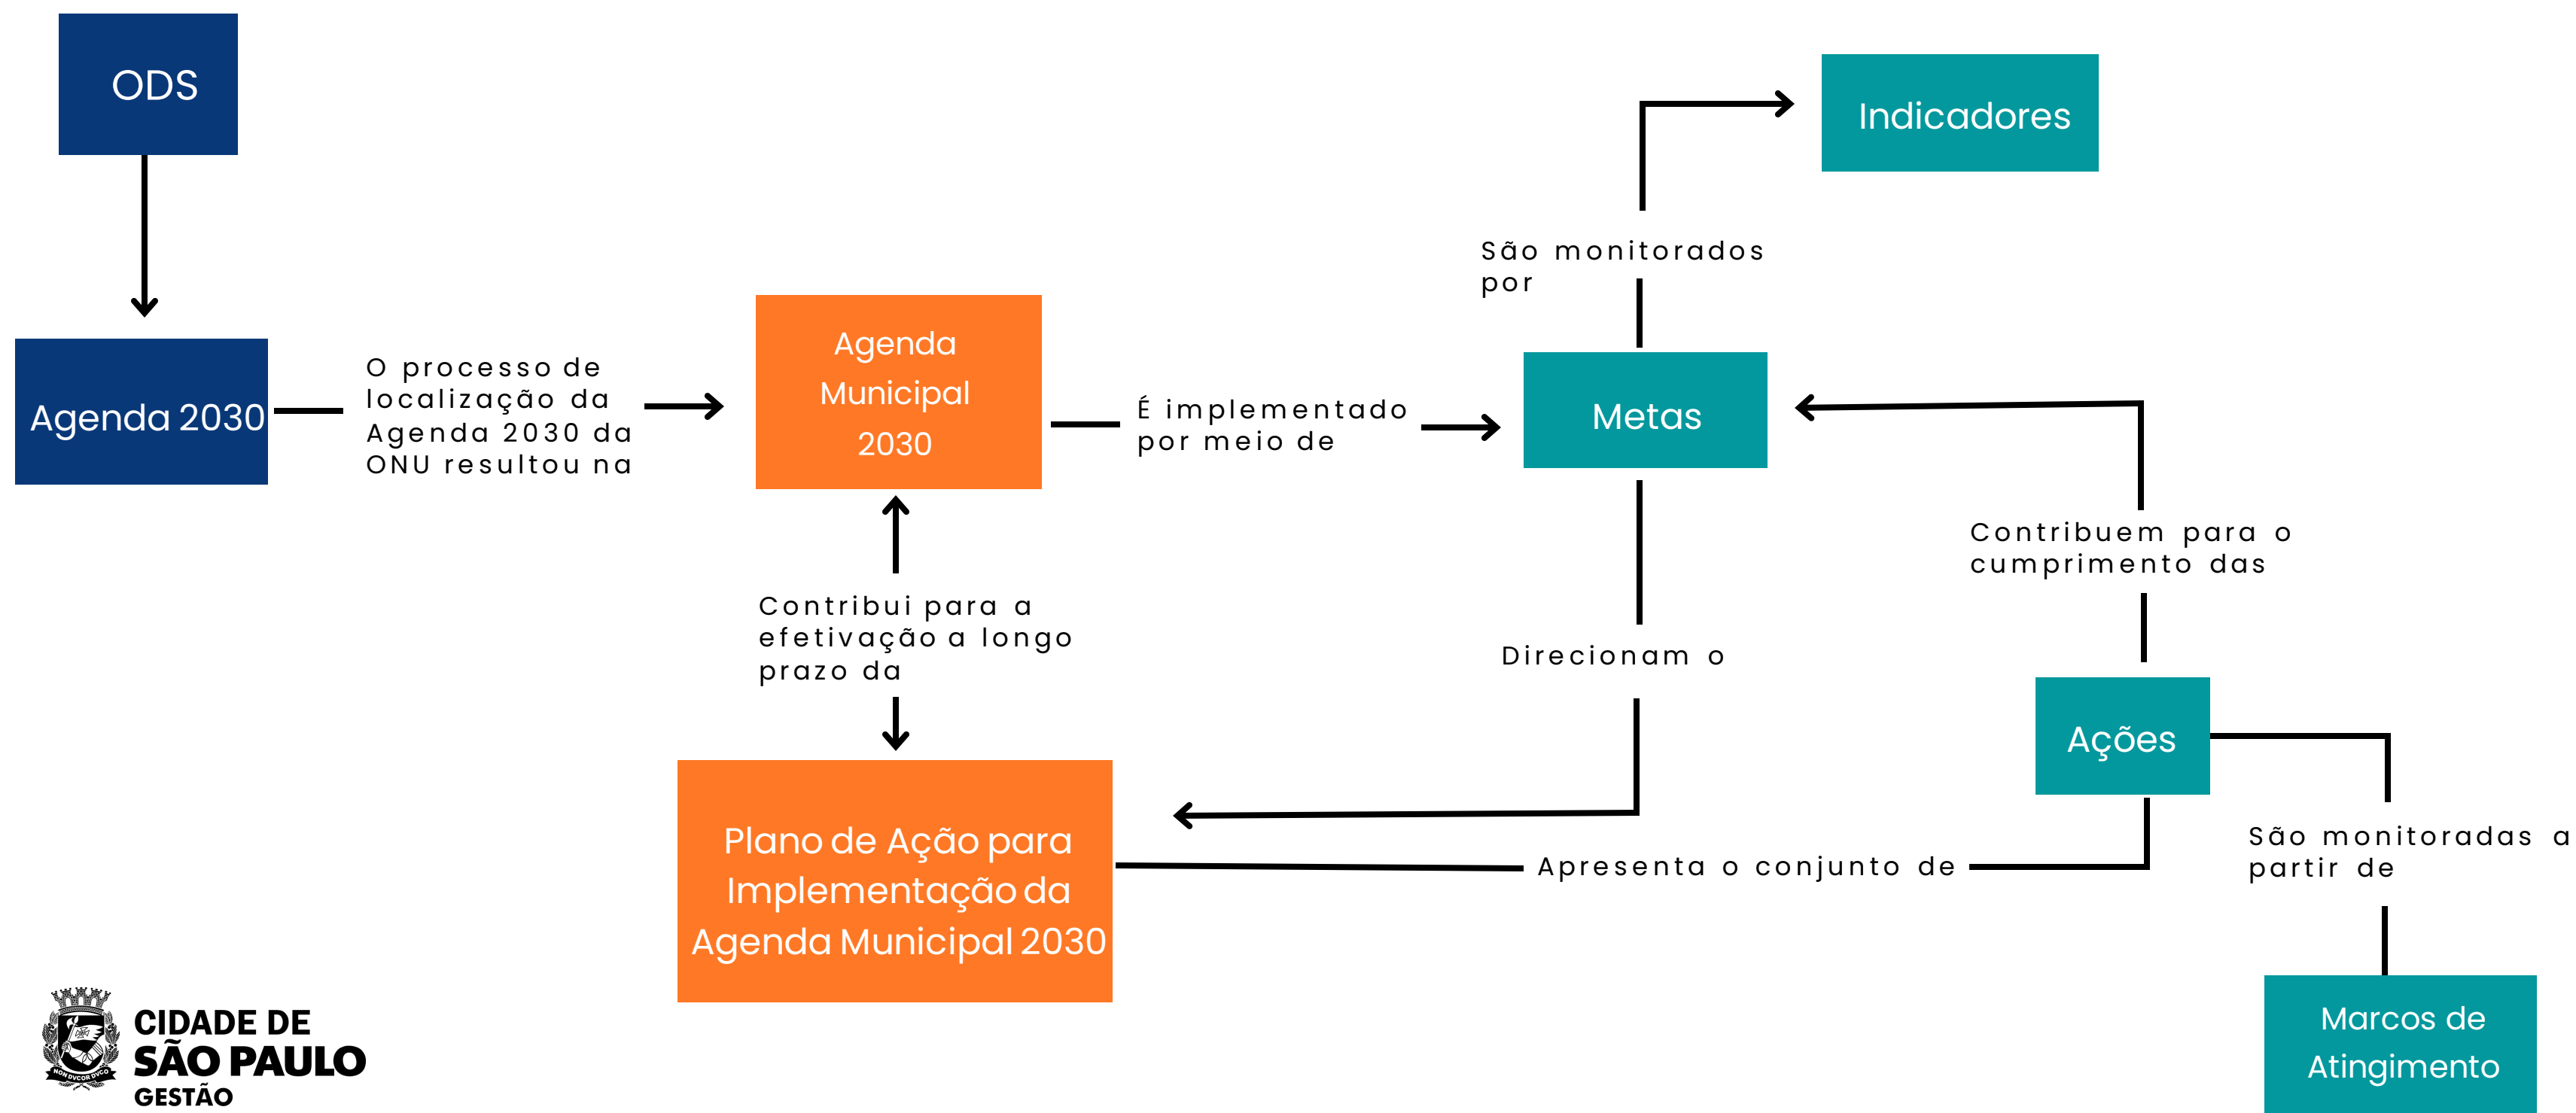 ODS
Indicadores
São monitorados
por
Agenda 2030
O processo de
localização da
Agenda 2030 da
ONU resultou na
Agenda
Municipal
2030
É implementado
por meio de
Metas
Contribuem para o
cumprimento das
Contribui para a
efetivação a longo
prazo da
Direcionam o
Ações
Plano de Ação para
Implementação da
Agenda Municipal 2030
Apresenta o conjunto de
São monitoradas a
partir de
Marcos de
Atingimento
NON DVCOR DVCO
CIDADE DE
SÃO PAULO
GESTÃO